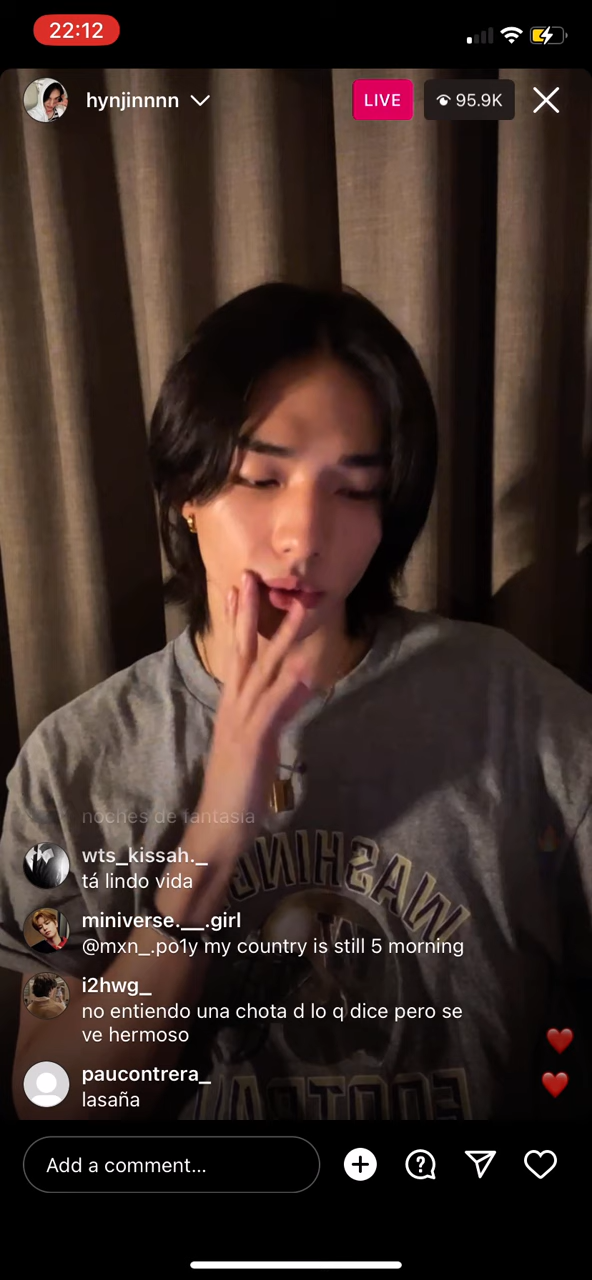 22:12
hynjinnnn
LIVE
95.9K
noches de fantasia
wts_kissah._
tá lindo vida
miniverse.__.girl
@mxn_.po1y my country is still 5 morning
i2hwg_
no entiendo una chota d lo q dice pero se
ve hermoso
paucontrera_
lasaña
WASHING
FOOTBAL
Add a comment...